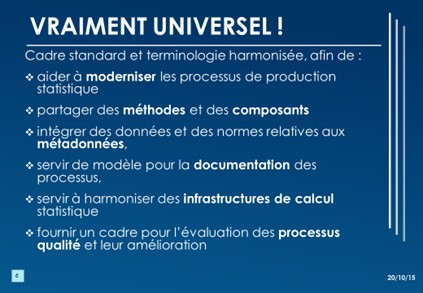 VRAIMENT UNIVERSEL !
Cadre standard et terminologie harmonisée, afin de :
❖ aider à moderniser les processus de production
statistique
❖ partager des méthodes et des composants
❖ intégrer des données et des normes relatives aux
métadonnées,
❖ servir de modèle pour la documentation des
processus,
❖ servir à harmoniser des infrastructures de calcul
statistique
❖ fournir un cadre pour l'évaluation des processus
qualité et leur amélioration
6
20/10/15